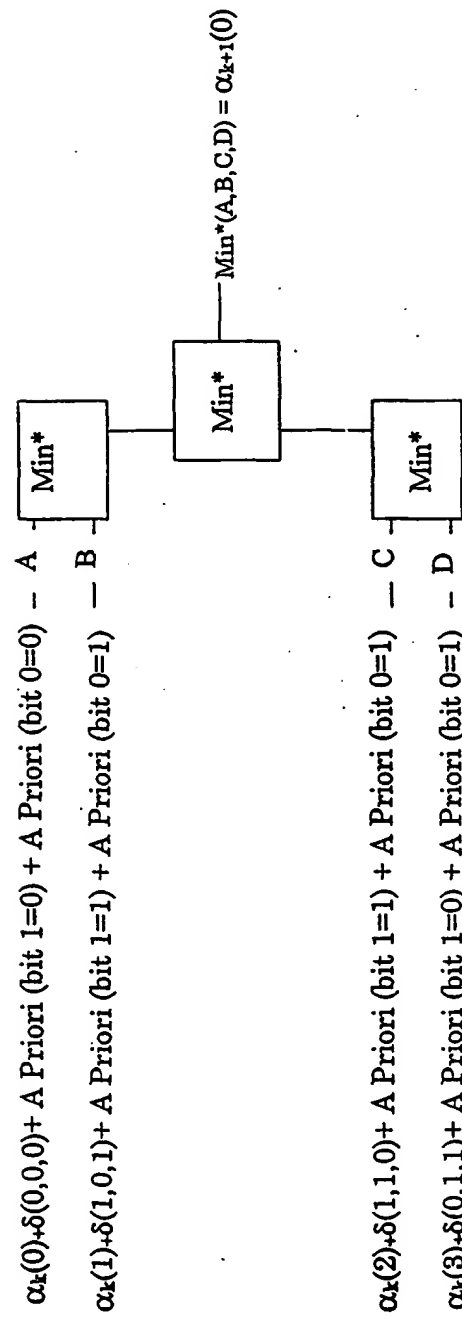 αₖ(0)+δ(0,0,0)+ A Priori (bit 1=0) + A Priori (bit 0=0) – A
αₖ(1)+δ(1,0,1)+ A Priori (bit 1=1) + A Priori (bit 0=1) — B
Min*
Min*
Min*(A,B,C,D) = αₖ₊₁(0)
αₖ(2)+δ(1,1,0)+ A Priori (bit 1=1) + A Priori (bit 0=1) — C
αₖ(3)+δ(0,1,1)+ A Priori (bit 1=0) + A Priori (bit 0=1) - D
Min*